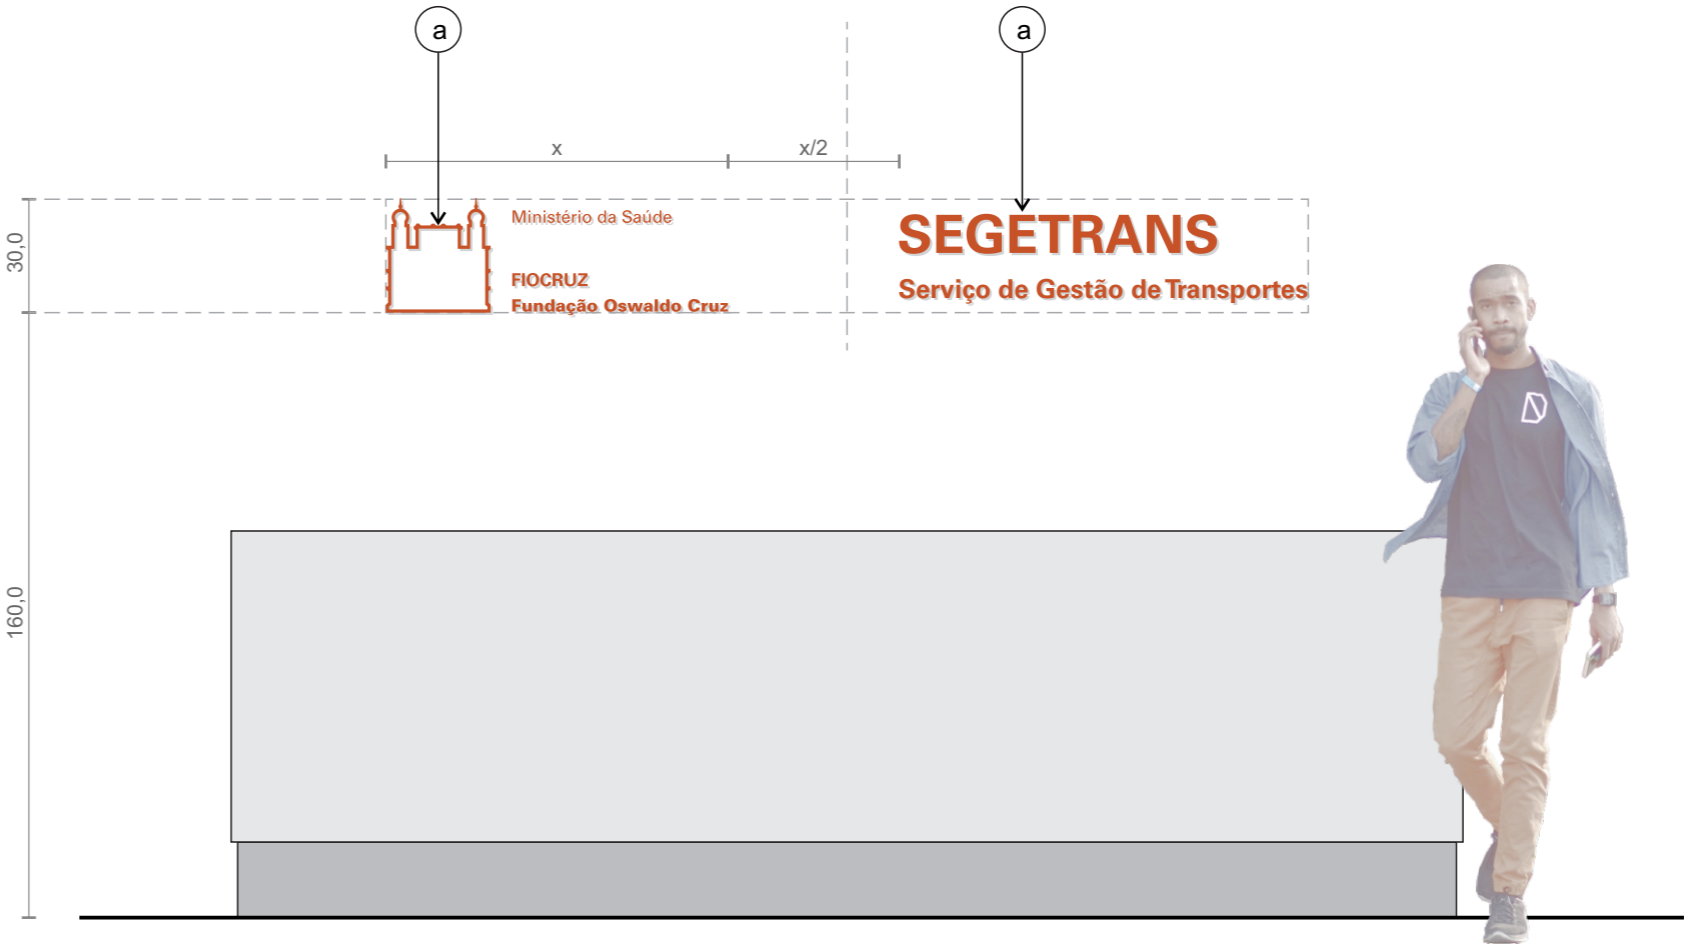 a
a
x
x/2
30,0
Ministério da Saúde
FIOCRUZ
Fundação Oswaldo Cruz
SEGETRANS
Serviço de Gestão de Transportes
160,0